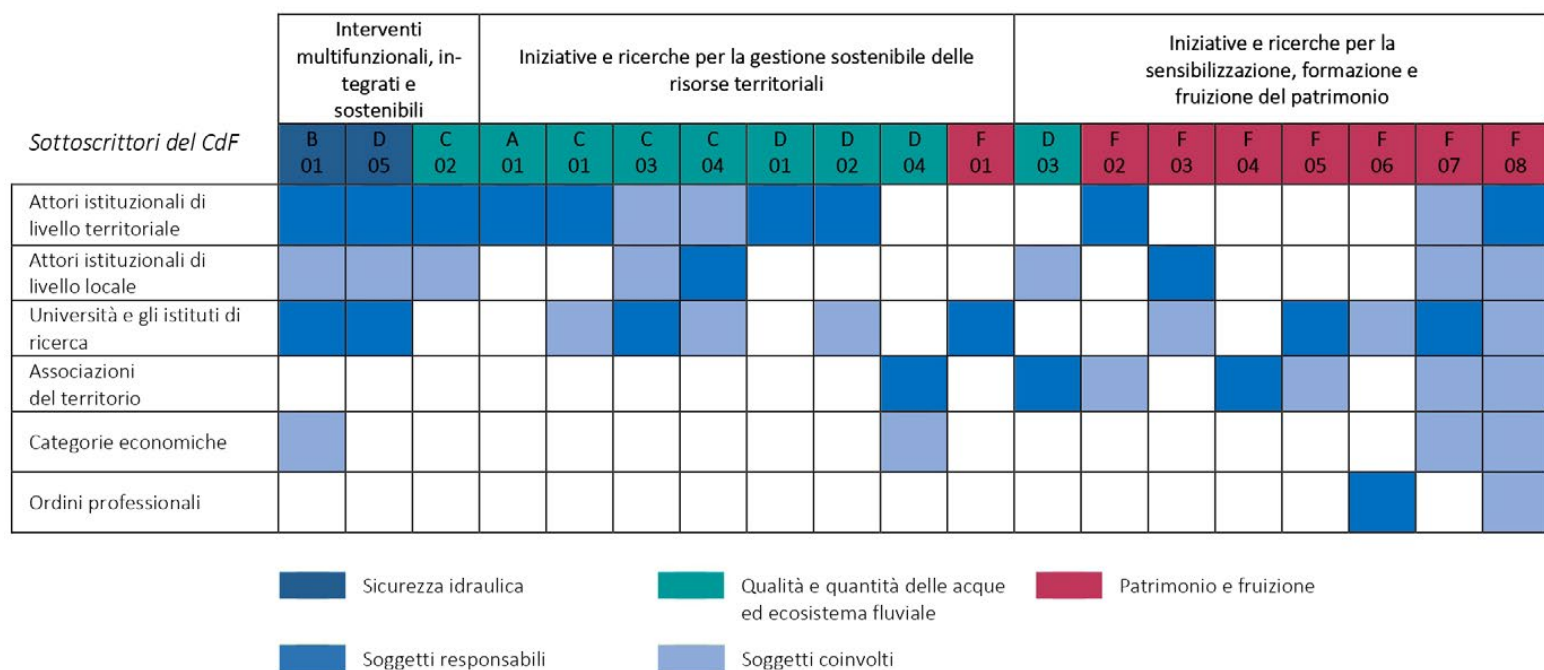 Interventi
multifunzionali, in-
tegrati e
sostenibili
Iniziative e ricerche per la gestione sostenibile delle
risorse territoriali
Iniziative e ricerche per la
sensibilizzazione, formazione e
fruizione del patrimonio
Sottoscrittori del CdF
B D C A C C C D D D F D F F F F F F F
01 05 02 01 01 03 04 01 02 04 01 03 02 03 04 05 06 07 08
Attori istituzionali di
livello territoriale
Attori istituzionali di
livello locale
Università e gli istituti di
ricerca
Associazioni
del territorio
Categorie economiche
Ordini professionali
Sicurezza idraulica
Qualità e quantità delle acque
ed ecosistema fluviale
Patrimonio e fruizione
Soggetti responsabili
Soggetti coinvolti